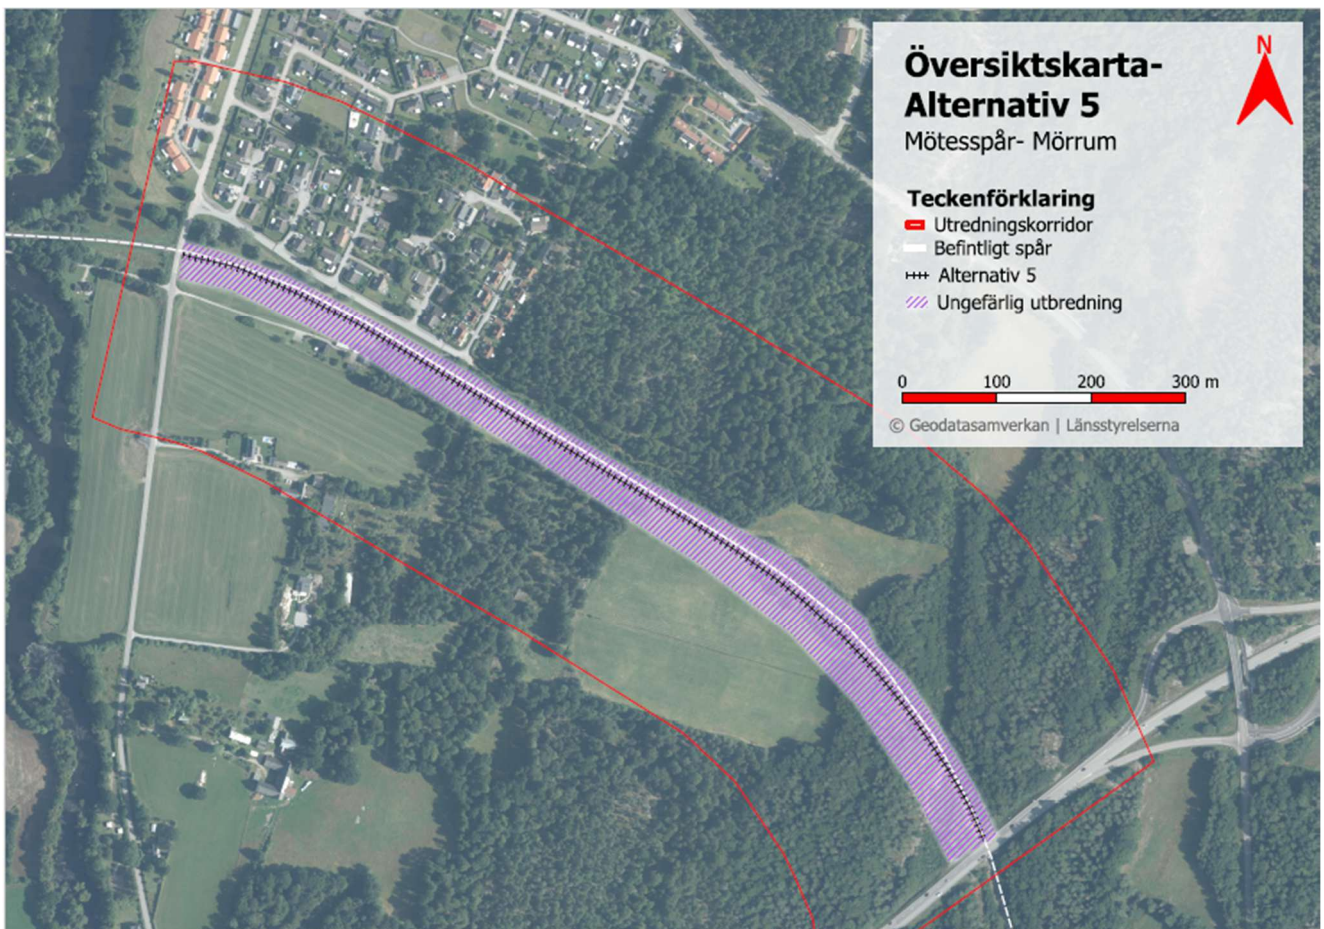 Översiktskarta-
Alternativ 5
Mötesspår- Mörrum
N
Teckenförklaring
Utredningskorridor
Befintligt spår
Alternativ 5
Ungefärlig utbredning
0 100 200 300 m
© Geodatasamverkan | Länsstyrelserna